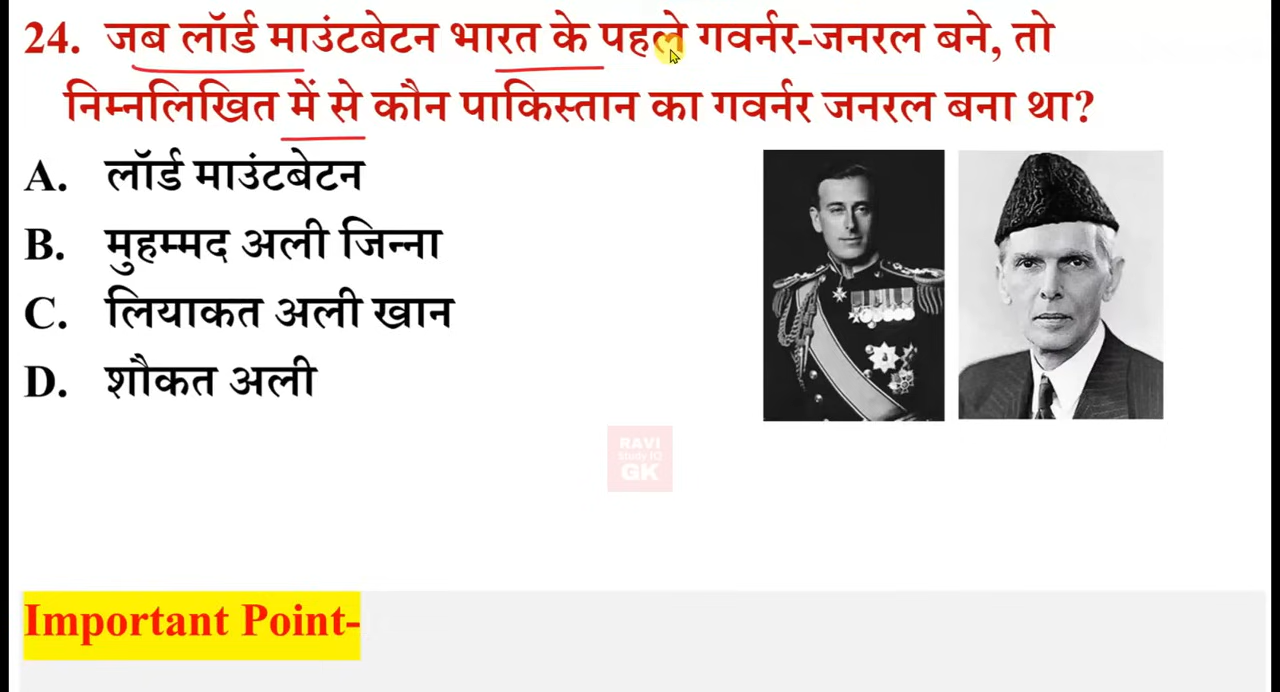 24. जब लॉर्ड माउंटबेटन भारत के पहले गवर्नर-जनरल बने, तो
निम्नलिखित में से कौन पाकिस्तान का गवर्नर जनरल बना था?
A. लॉर्ड माउंटबेटन
B. मुहम्मद अली जिन्ना
C. लियाकत अली खान
D. शौकत अली
RAVI
Study IQ
GK
Important Point-